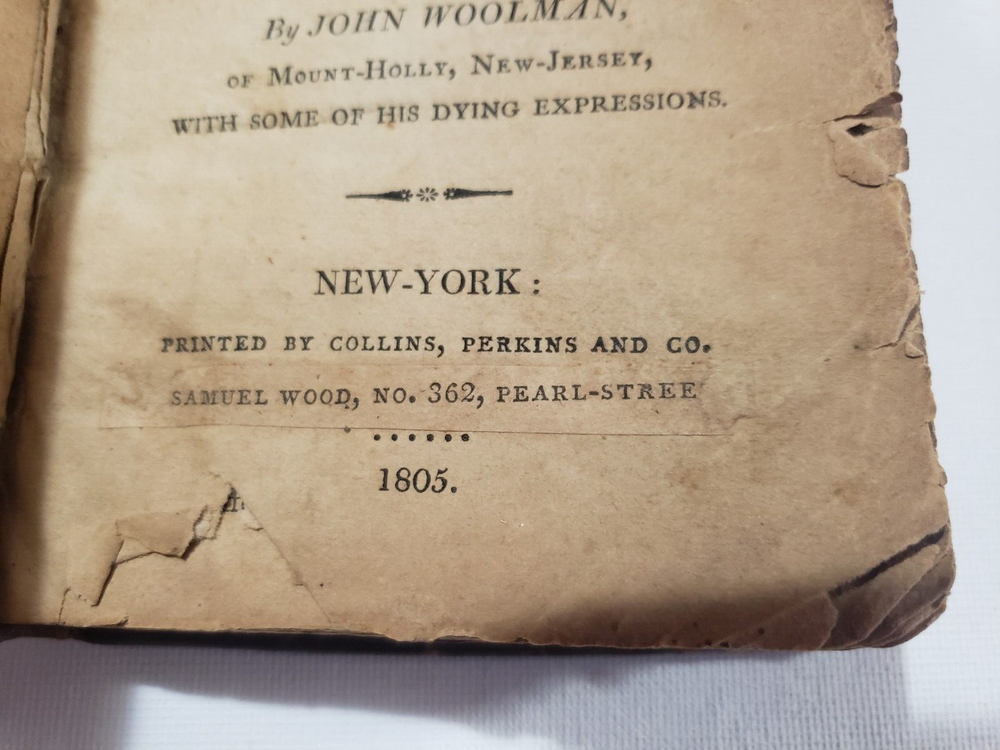 By JOHN WOOLMAN,
OF MOUNT-HOLLY, NEW-JERSEY,
WITH SOME OF HIS DYING EXPRESSIONS.
NEW-YORK:
PRINTED BY COLLINS, PERKINS AND CO.
SAMUEL WOOD, NO. 362, PEARL-STREE
1805.